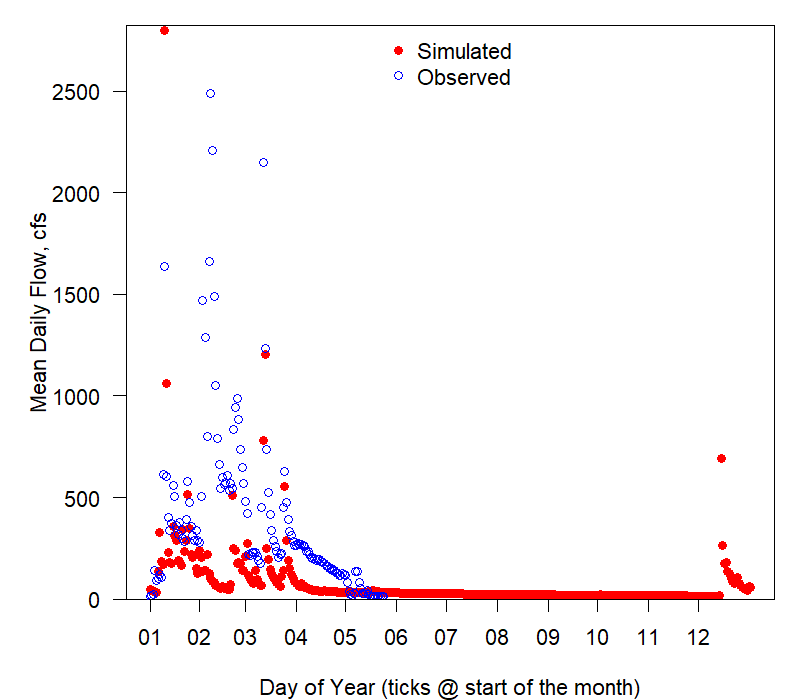 Simulated
Observed
2500
2000
1500
1000
500
0
Mean Daily Flow, cfs
01 02 03 04 05 06 07 08 09 10 11 12
Day of Year (ticks @ start of the month)